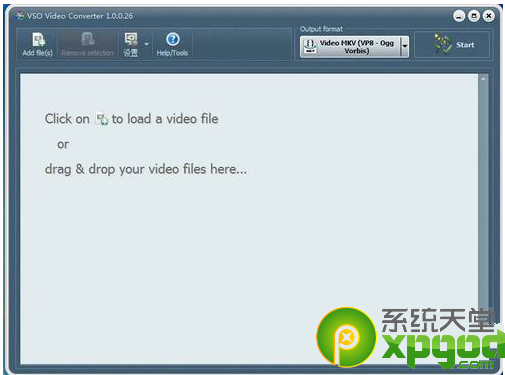 VSO Video Converter 1.0.0.26
Output format
Add file(s)
Remove selection
设置
Help/Tools
Video MKV (VP8 - Ogg
Vorbis)
Start
Click on to load a video file
or
drag & drop your video files here...
系统天堂
xpgod